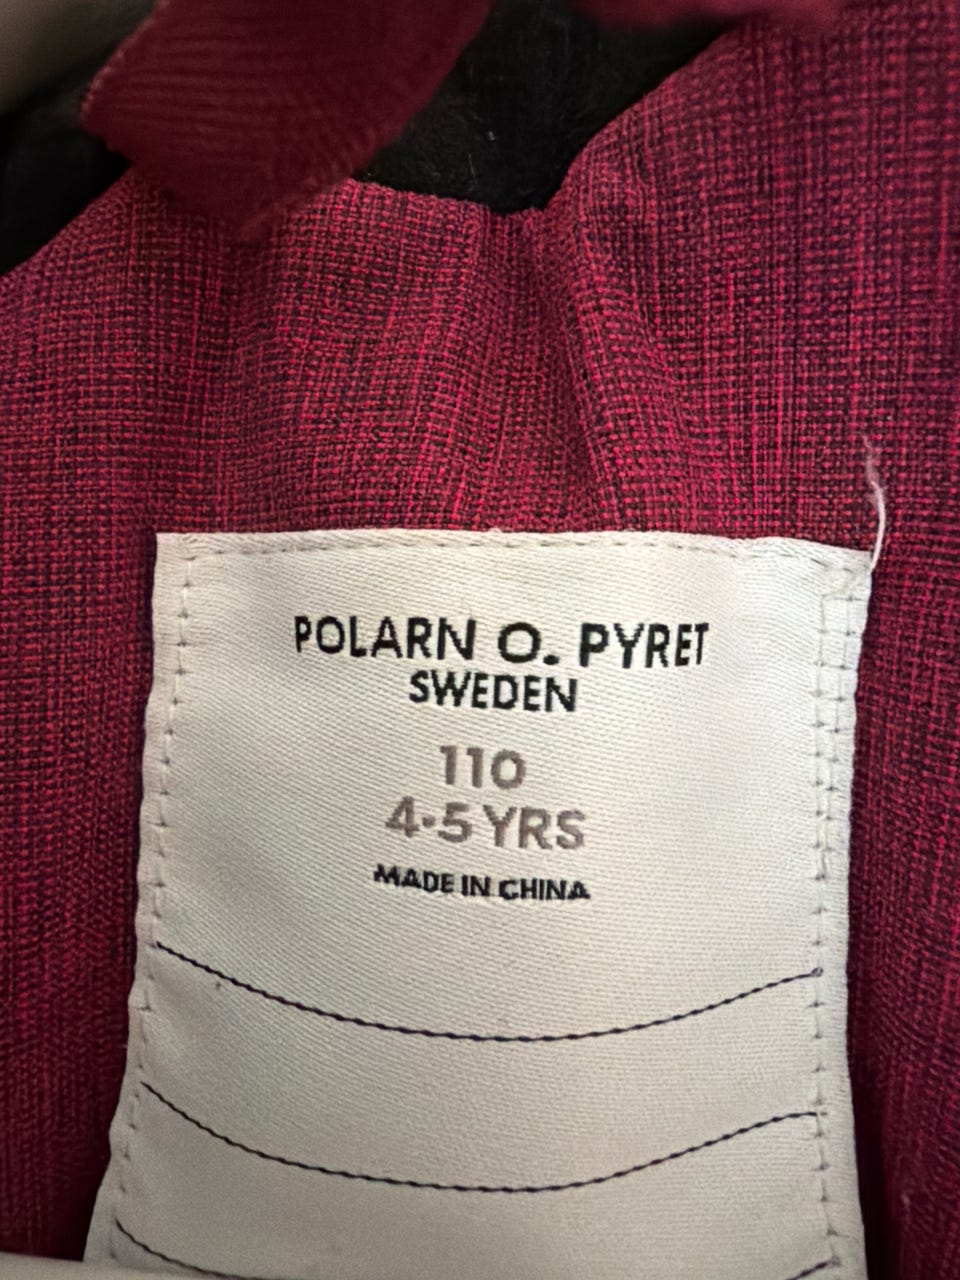 POLARN O. PYRET
SWEDEN
110
4-5 YRS
MADE IN CHINA